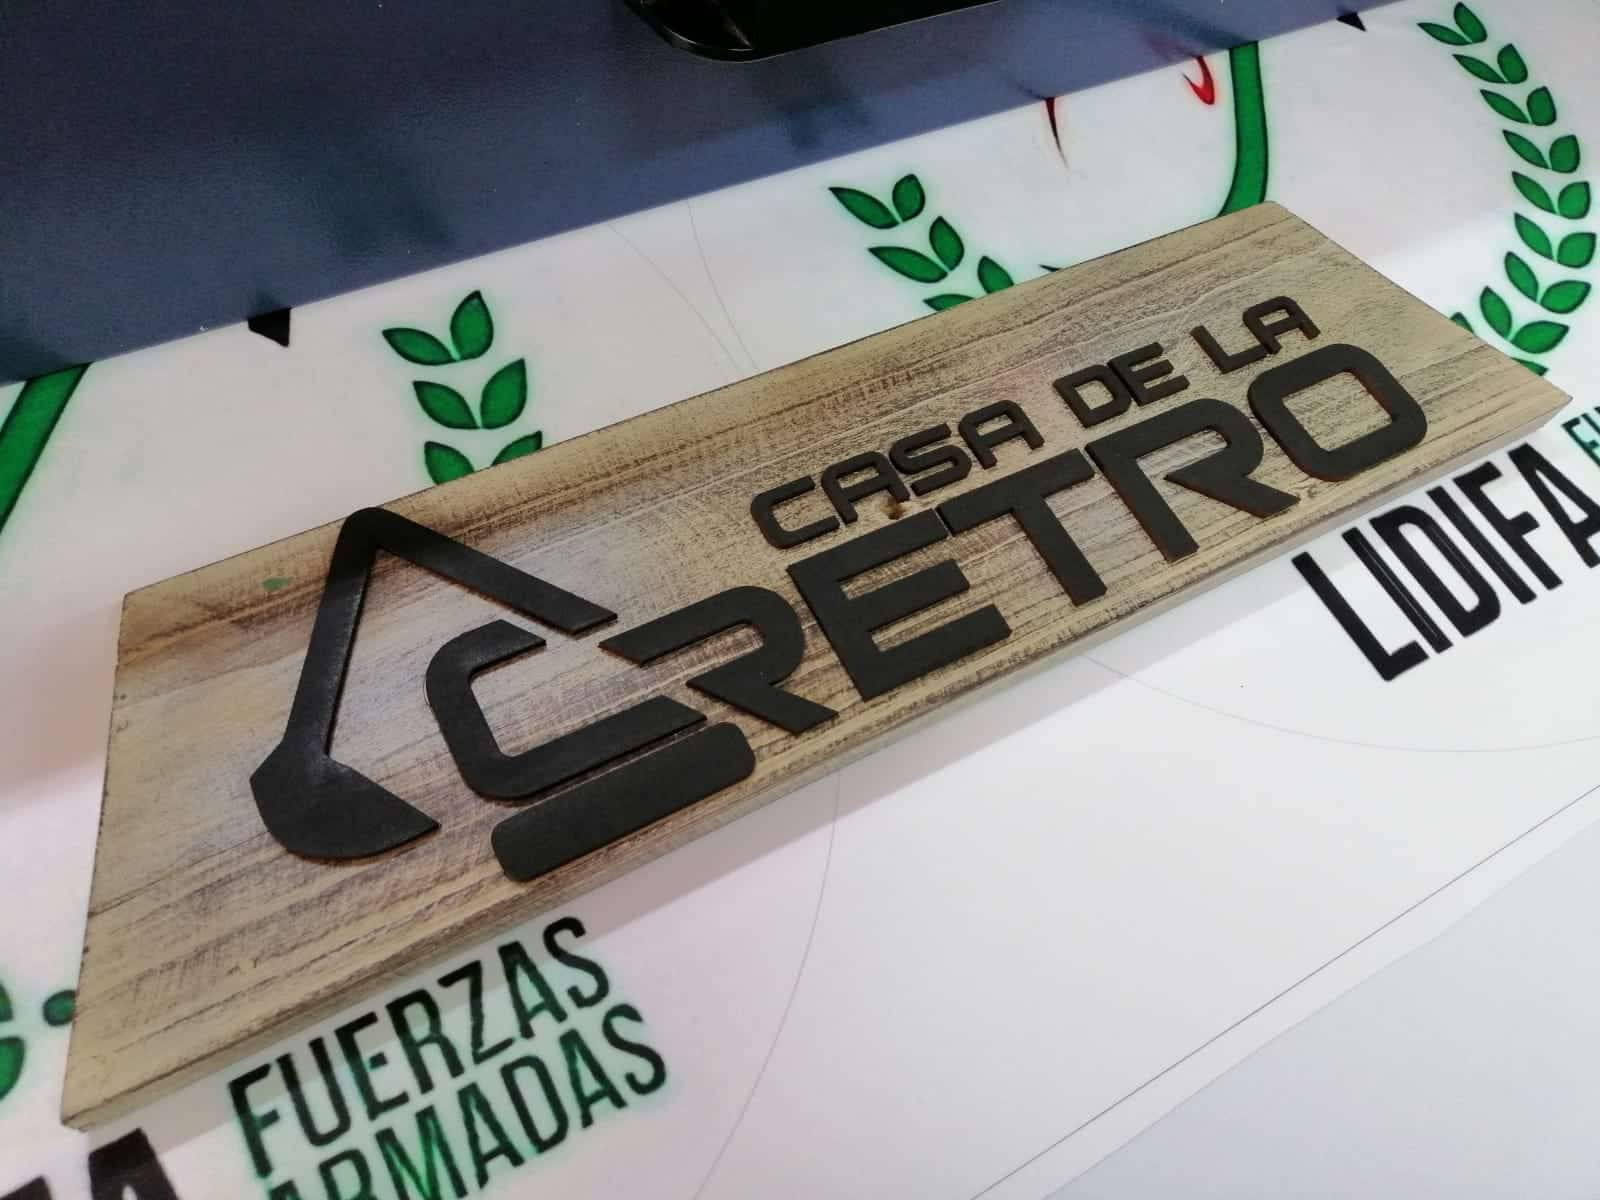 CASA DE LA
RETRO
LIDIFA
FUERZAS
ARMADAS